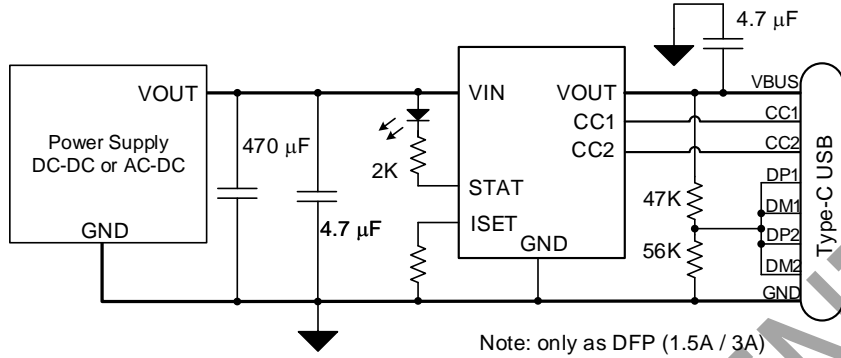 4.7 µF
VOUT
Power Supply
DC-DC or AC-DC
GND
470 µF
4.7 µF
2K
VIN
STAT
ISET
GND
VOUT
CC1
CC2
47K
56K
VBUS
CC1
CC2
DP1
DM1
DP2
DM2
GND
Type-C USB
Note: only as DFP (1.5A / 3A)